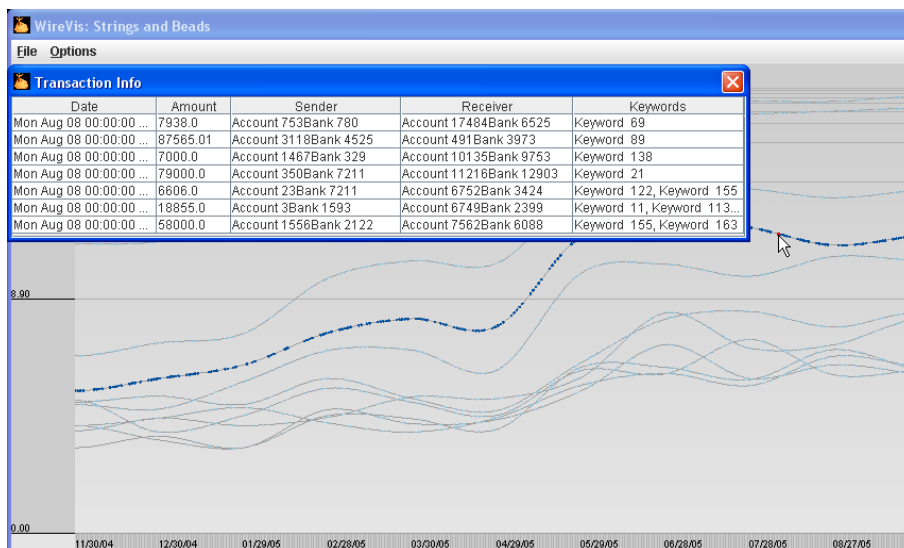 WireVis: Strings and Beads
File Options
Transaction Info
Date Amount Sender Receiver Keywords
Mon Aug 08 00:00:00 ... 7938.0 Account 753Bank 780 Account 17484Bank 6525 Keyword 69
Mon Aug 08 00:00:00 ... 87565.01 Account 3118Bank 4525 Account 491Bank 3973 Keyword 89
Mon Aug 08 00:00:00 ... 7000.0 Account 1467Bank 329 Account 10135Bank 9753 Keyword 138
Mon Aug 08 00:00:00 ... 79000.0 Account 350Bank 7211 Account 11216Bank 12903 Keyword 21
Mon Aug 08 00:00:00 ... 6606.0 Account 23Bank 7211 Account 6752Bank 3424 Keyword 122, Keyword 155
Mon Aug 08 00:00:00 ... 18855.0 Account 3Bank 1593 Account 6749Bank 2399 Keyword 11, Keyword 113...
Mon Aug 08 00:00:00 ... 58000.0 Account 1556Bank 2122 Account 7562Bank 6088 Keyword 155, Keyword 163
8.90
0.00
11/30/04 12/30/04 01/29/05 02/28/05 03/30/05 04/29/05 05/29/05 06/28/05 07/28/05 08/27/05